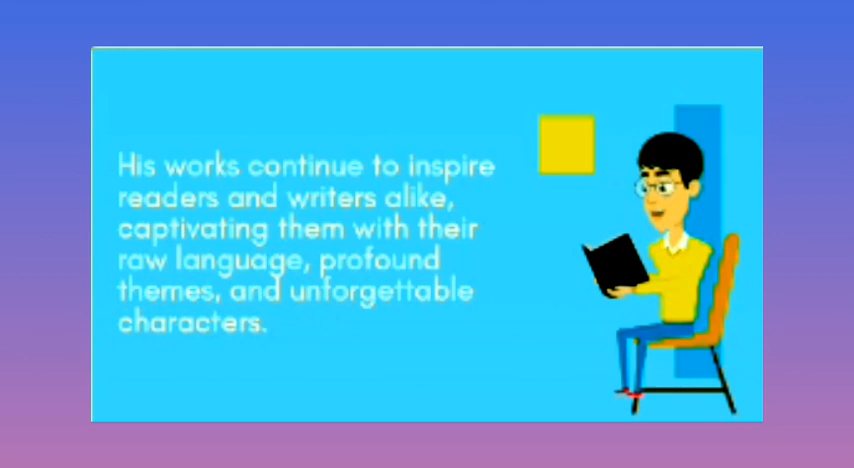 His works continue to inspire
readers and writers alike,
captivating them with their
raw language, profound
themes, and unforgettable
characters.